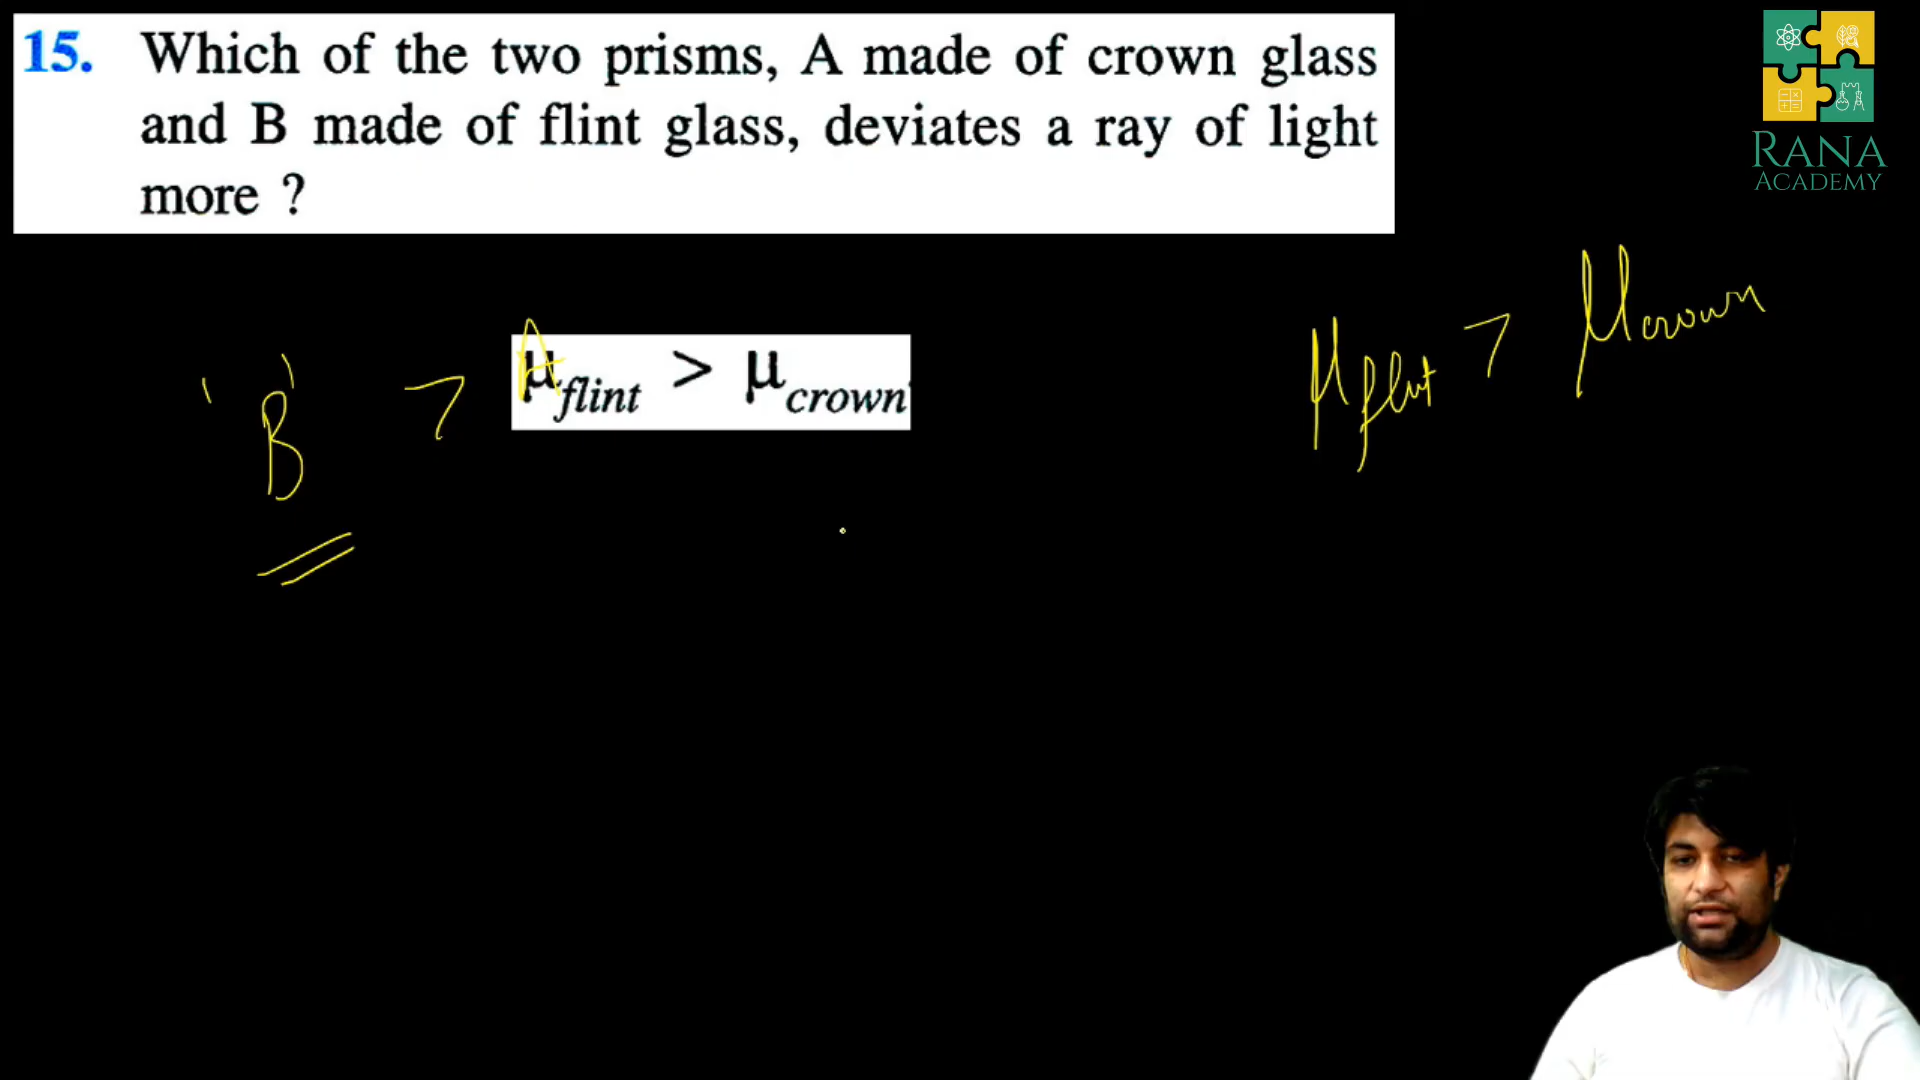 15. Which of the two prisms, A made of crown glass
and B made of flint glass, deviates a ray of light
more ?
RANA
ACADEMY
'B' > A
μflint > μcrown
μflint > μcrown